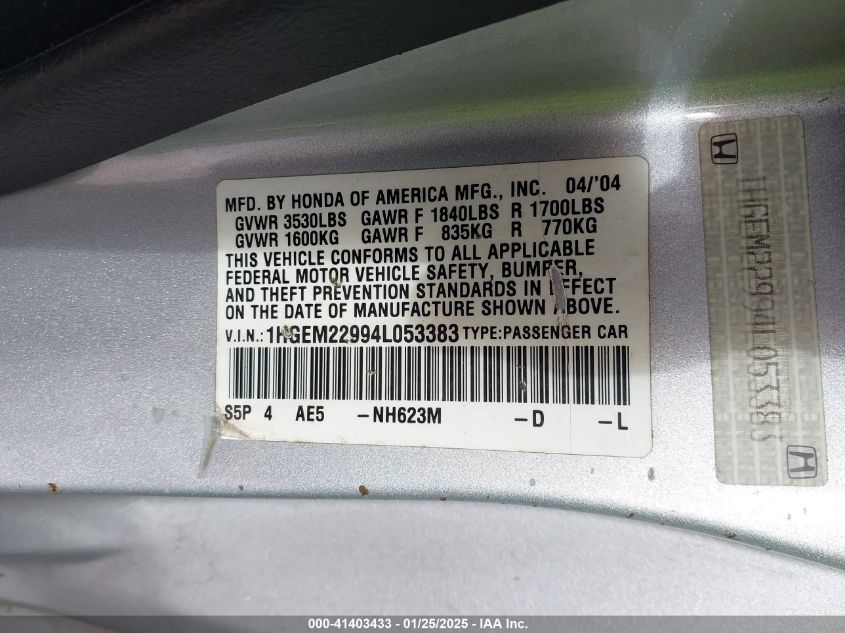 MFD. BY HONDA OF AMERICA MFG., INC. 04/'04
GVWR 3530LBS GAWR F 1840LBS R 1700LBS
GVWR 1600KG GAWR F 835KG R 770KG
THIS VEHICLE CONFORMS TO ALL APPLICABLE
FEDERAL MOTOR VEHICLE SAFETY, BUMPER,
AND THEFT PREVENTION STANDARDS IN EFFECT
ON THE DATE OF MANUFACTURE SHOWN ABOVE.
V.I.N.: 1HGEM22994L053383 TYPE:PASSENGER CAR
S5P 4 AE5 -NH623M -D -L
1HGEM22994L053383
000-41403433 — 01/25/2025 - IAA Inc.